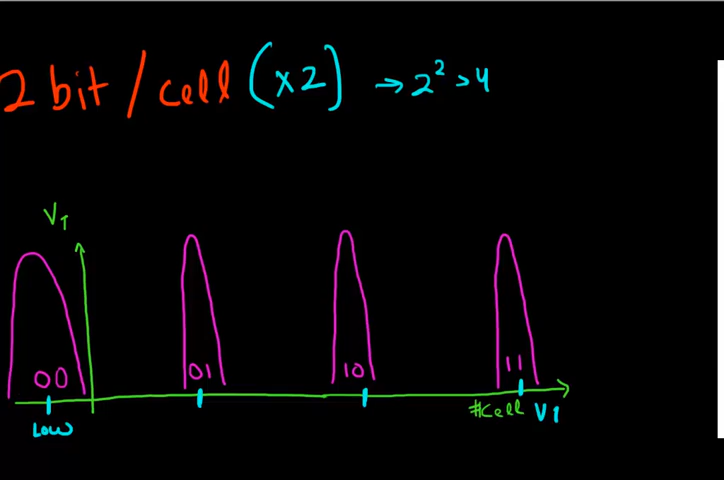 2 bit / cell (x2) → 2² > 4
VT
00 01 10 11
Low #Cell VT